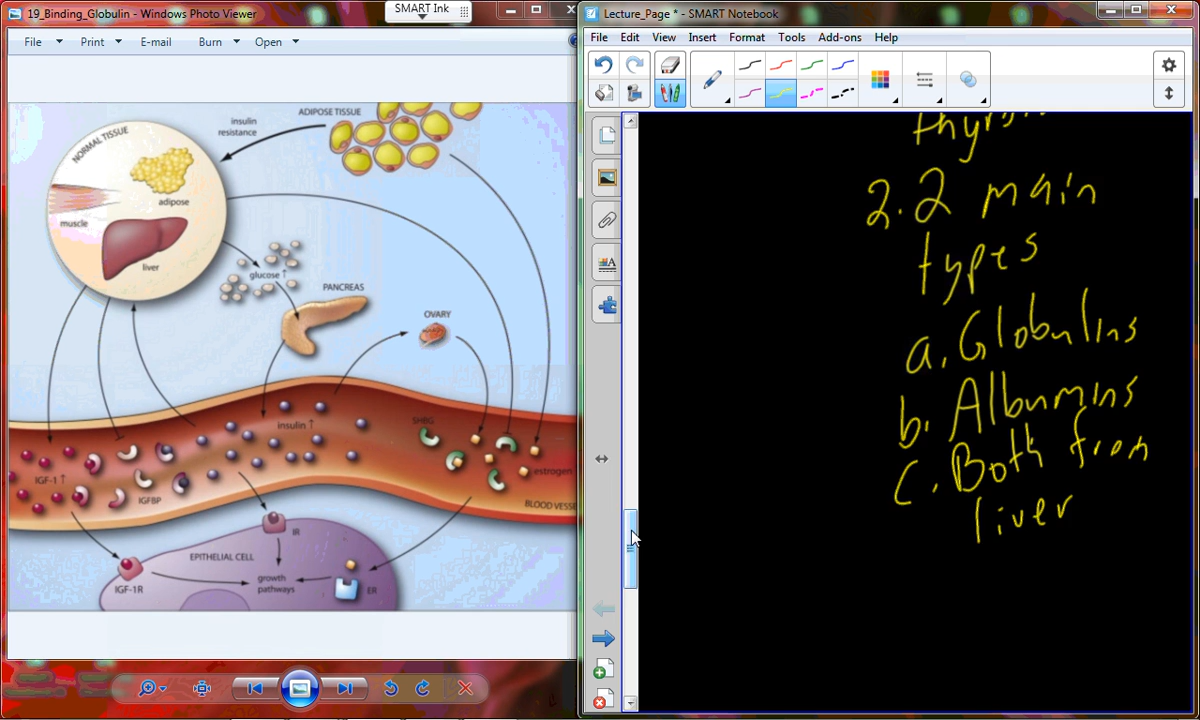 19_Binding_Globulin - Windows Photo Viewer
SMART Ink
File Print E-mail Burn Open
NORMAL TISSUE
adipose
muscle
liver
insulin
resistance
ADIPOSE TISSUE
glucose ↑
PANCREAS
OVARY
insulin ↑
SHBG
estrogen
IGF-1 ↑
IGFBP
BLOOD VESSE
IR
EPITHELIAL CELL
IGF-1R
growth
pathways
ER
Lecture_Page * - SMART Notebook
File Edit View Insert Format Tools Add-ons Help
2. 2 main
types
a. Globulins
b. Albumins
c. Both from
liver